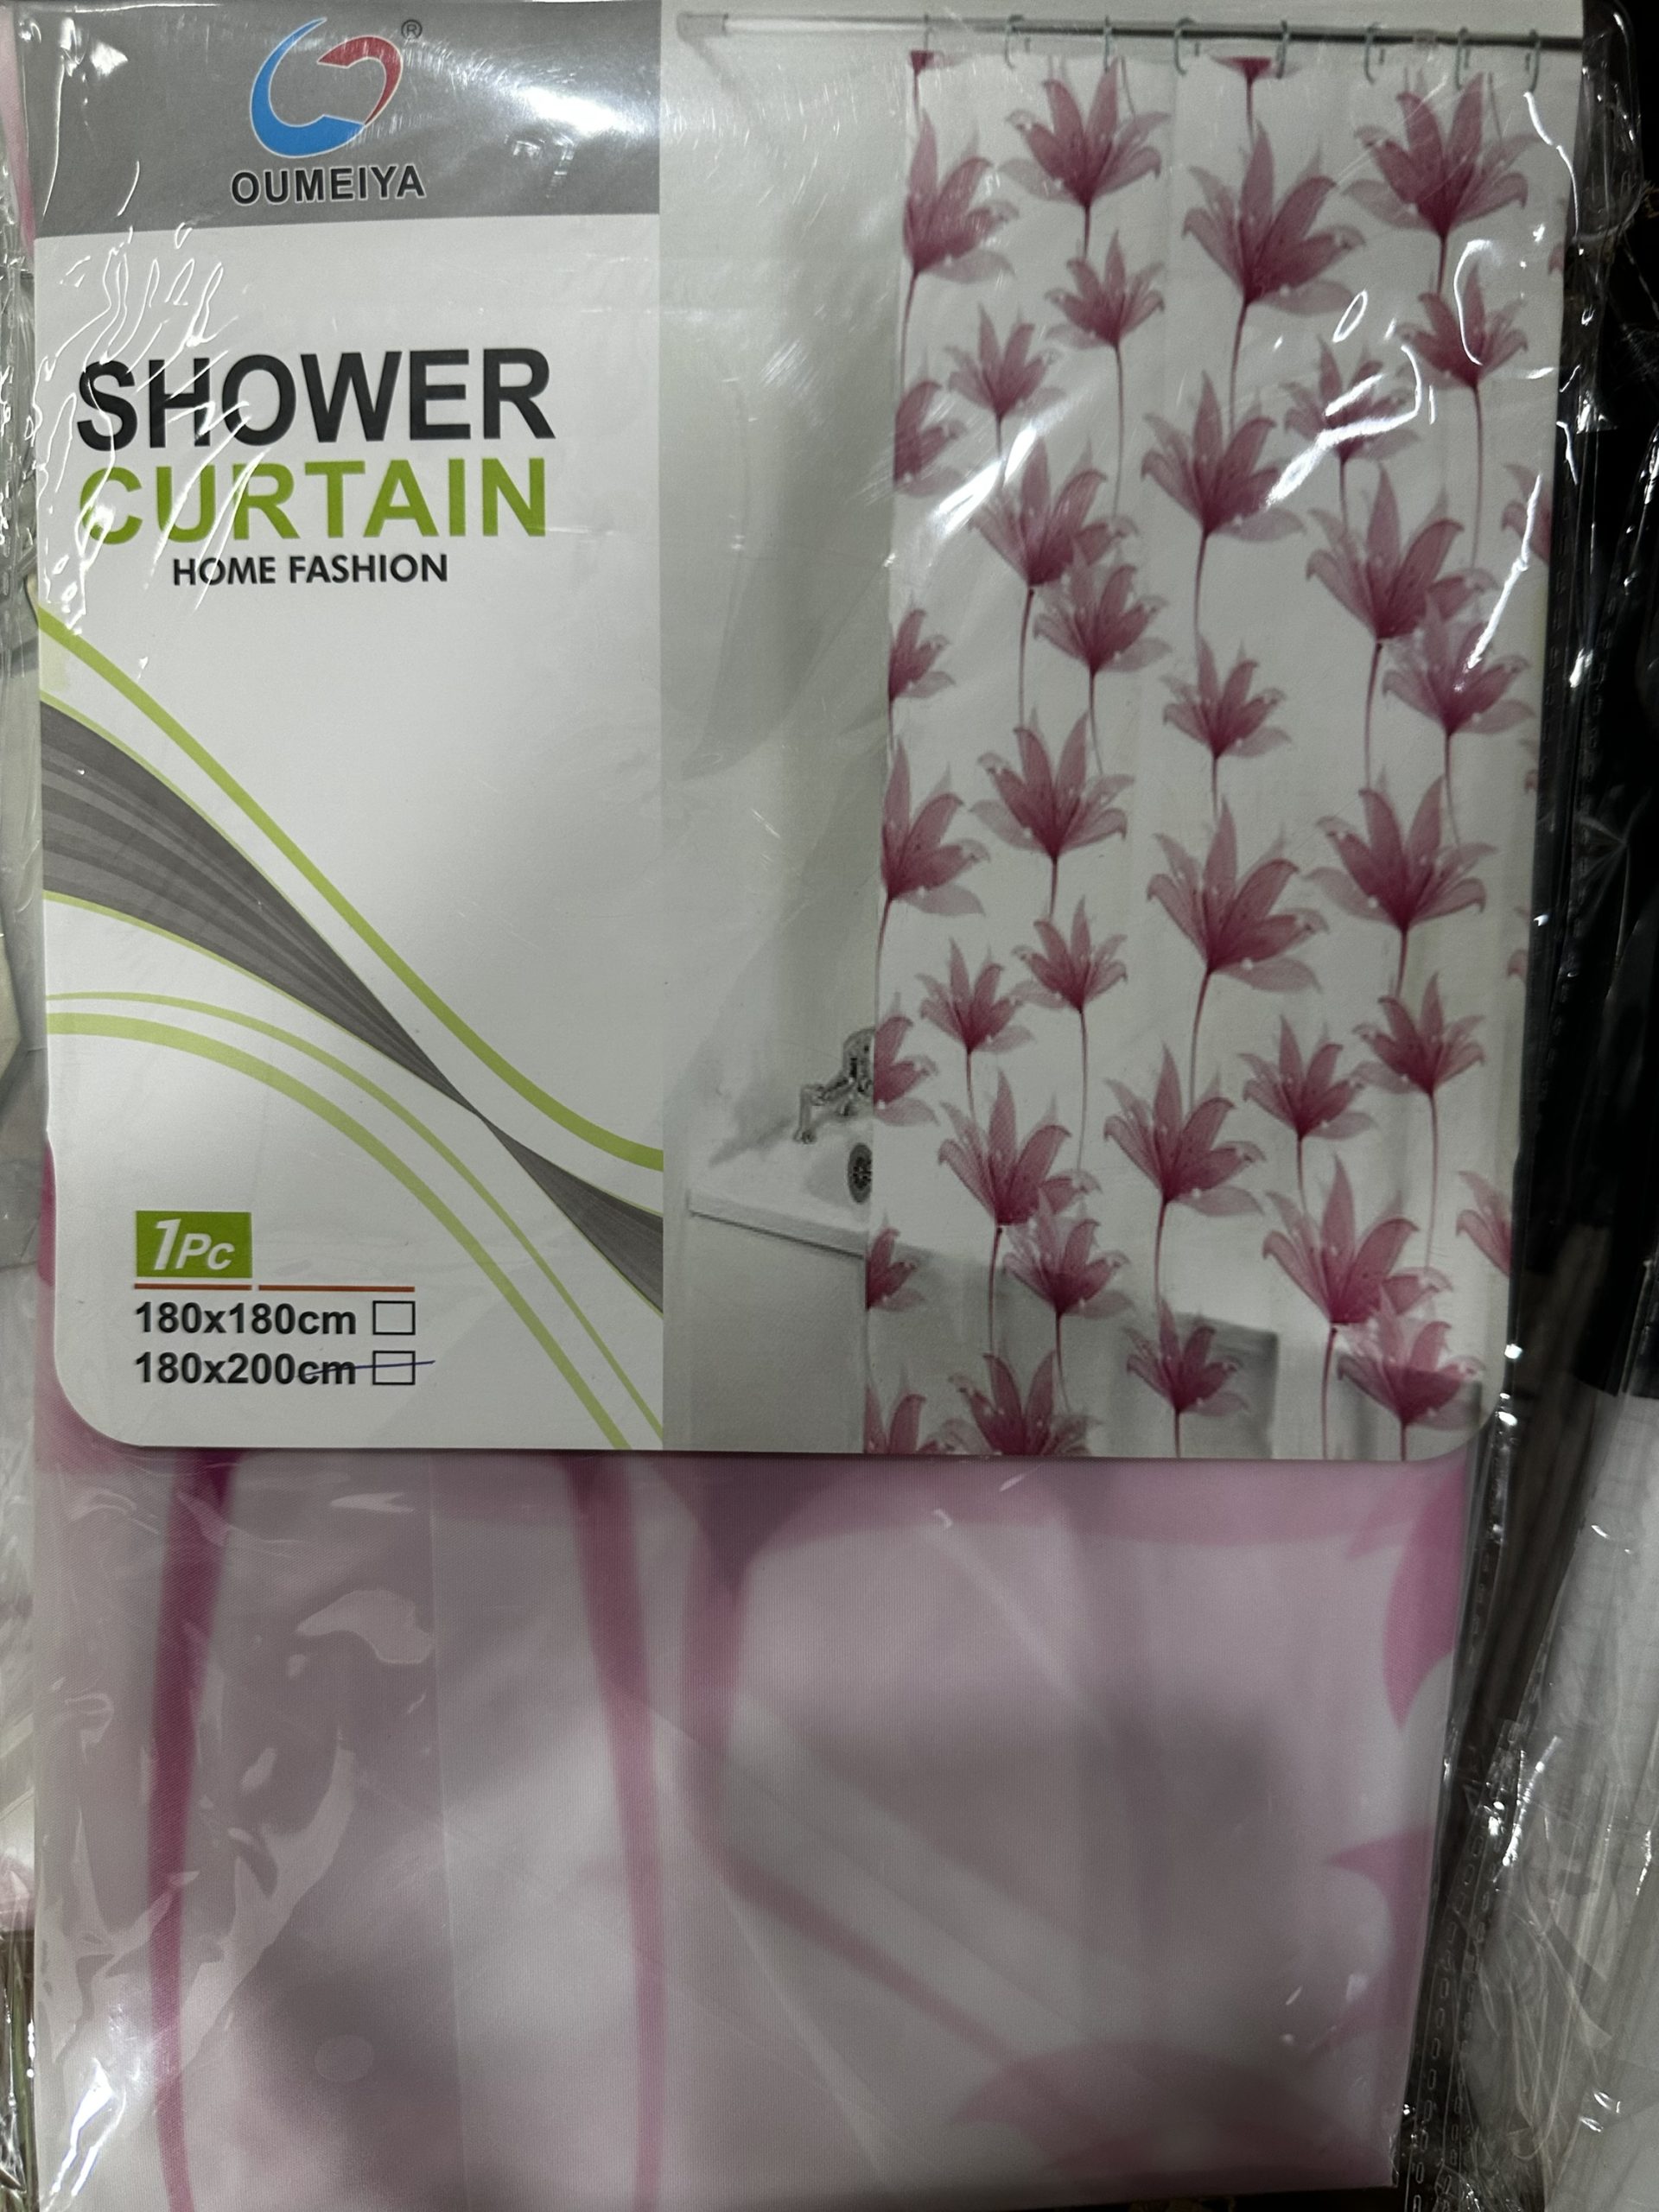 ®
OUMEIYA
SHOWER
CURTAIN
HOME FASHION
1Pc
180x180cm
180x200cm